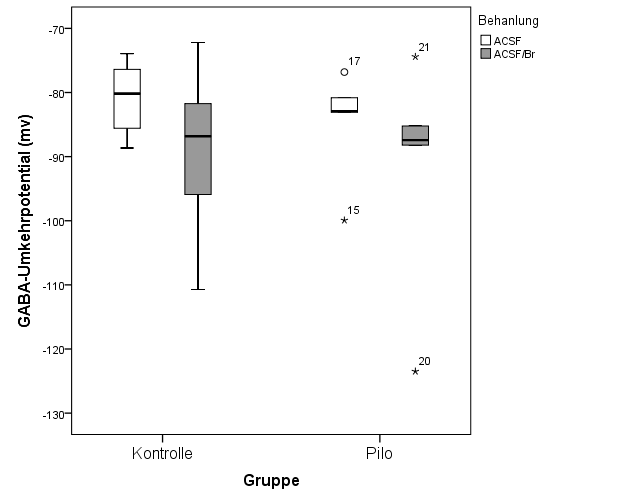 Behanlung
ACSF
ACSF/Br
GABA-Umkehrpotential (mv)
-70
-80
-90
-100
-110
-120
-130
17
21
15
20
Kontrolle
Pilo
Gruppe